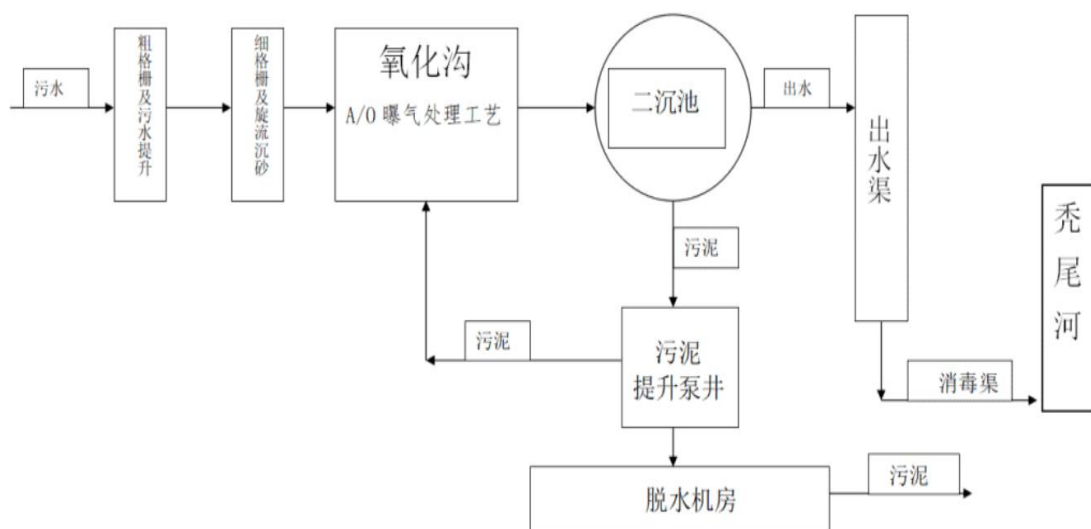 污水
粗格栅及污水提升
细格栅及旋流沉砂
氧化沟
A/O 曝气处理工艺
二沉池
出水
出水渠
秃尾河
污泥
污泥
污泥
提升泵井
消毒渠
脱水机房
污泥